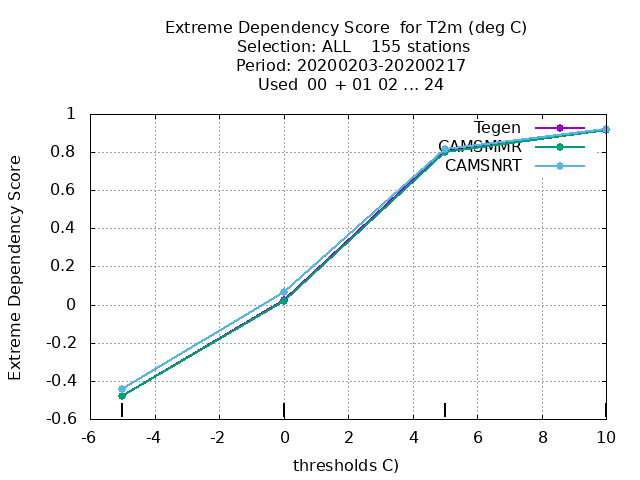 Extreme Dependency Score  for T2m (deg C)
Selection: ALL    155 stations
Period: 20200203-20200217
Used  00 + 01 02 ... 24
Extreme Dependency Score
1
0.8
0.6
0.4
0.2
0
-0.2
-0.4
-0.6
Tegen
CAMSMMR
CAMSNRT
-6
-4
-2
0
2
4
6
8
10
thresholds C)